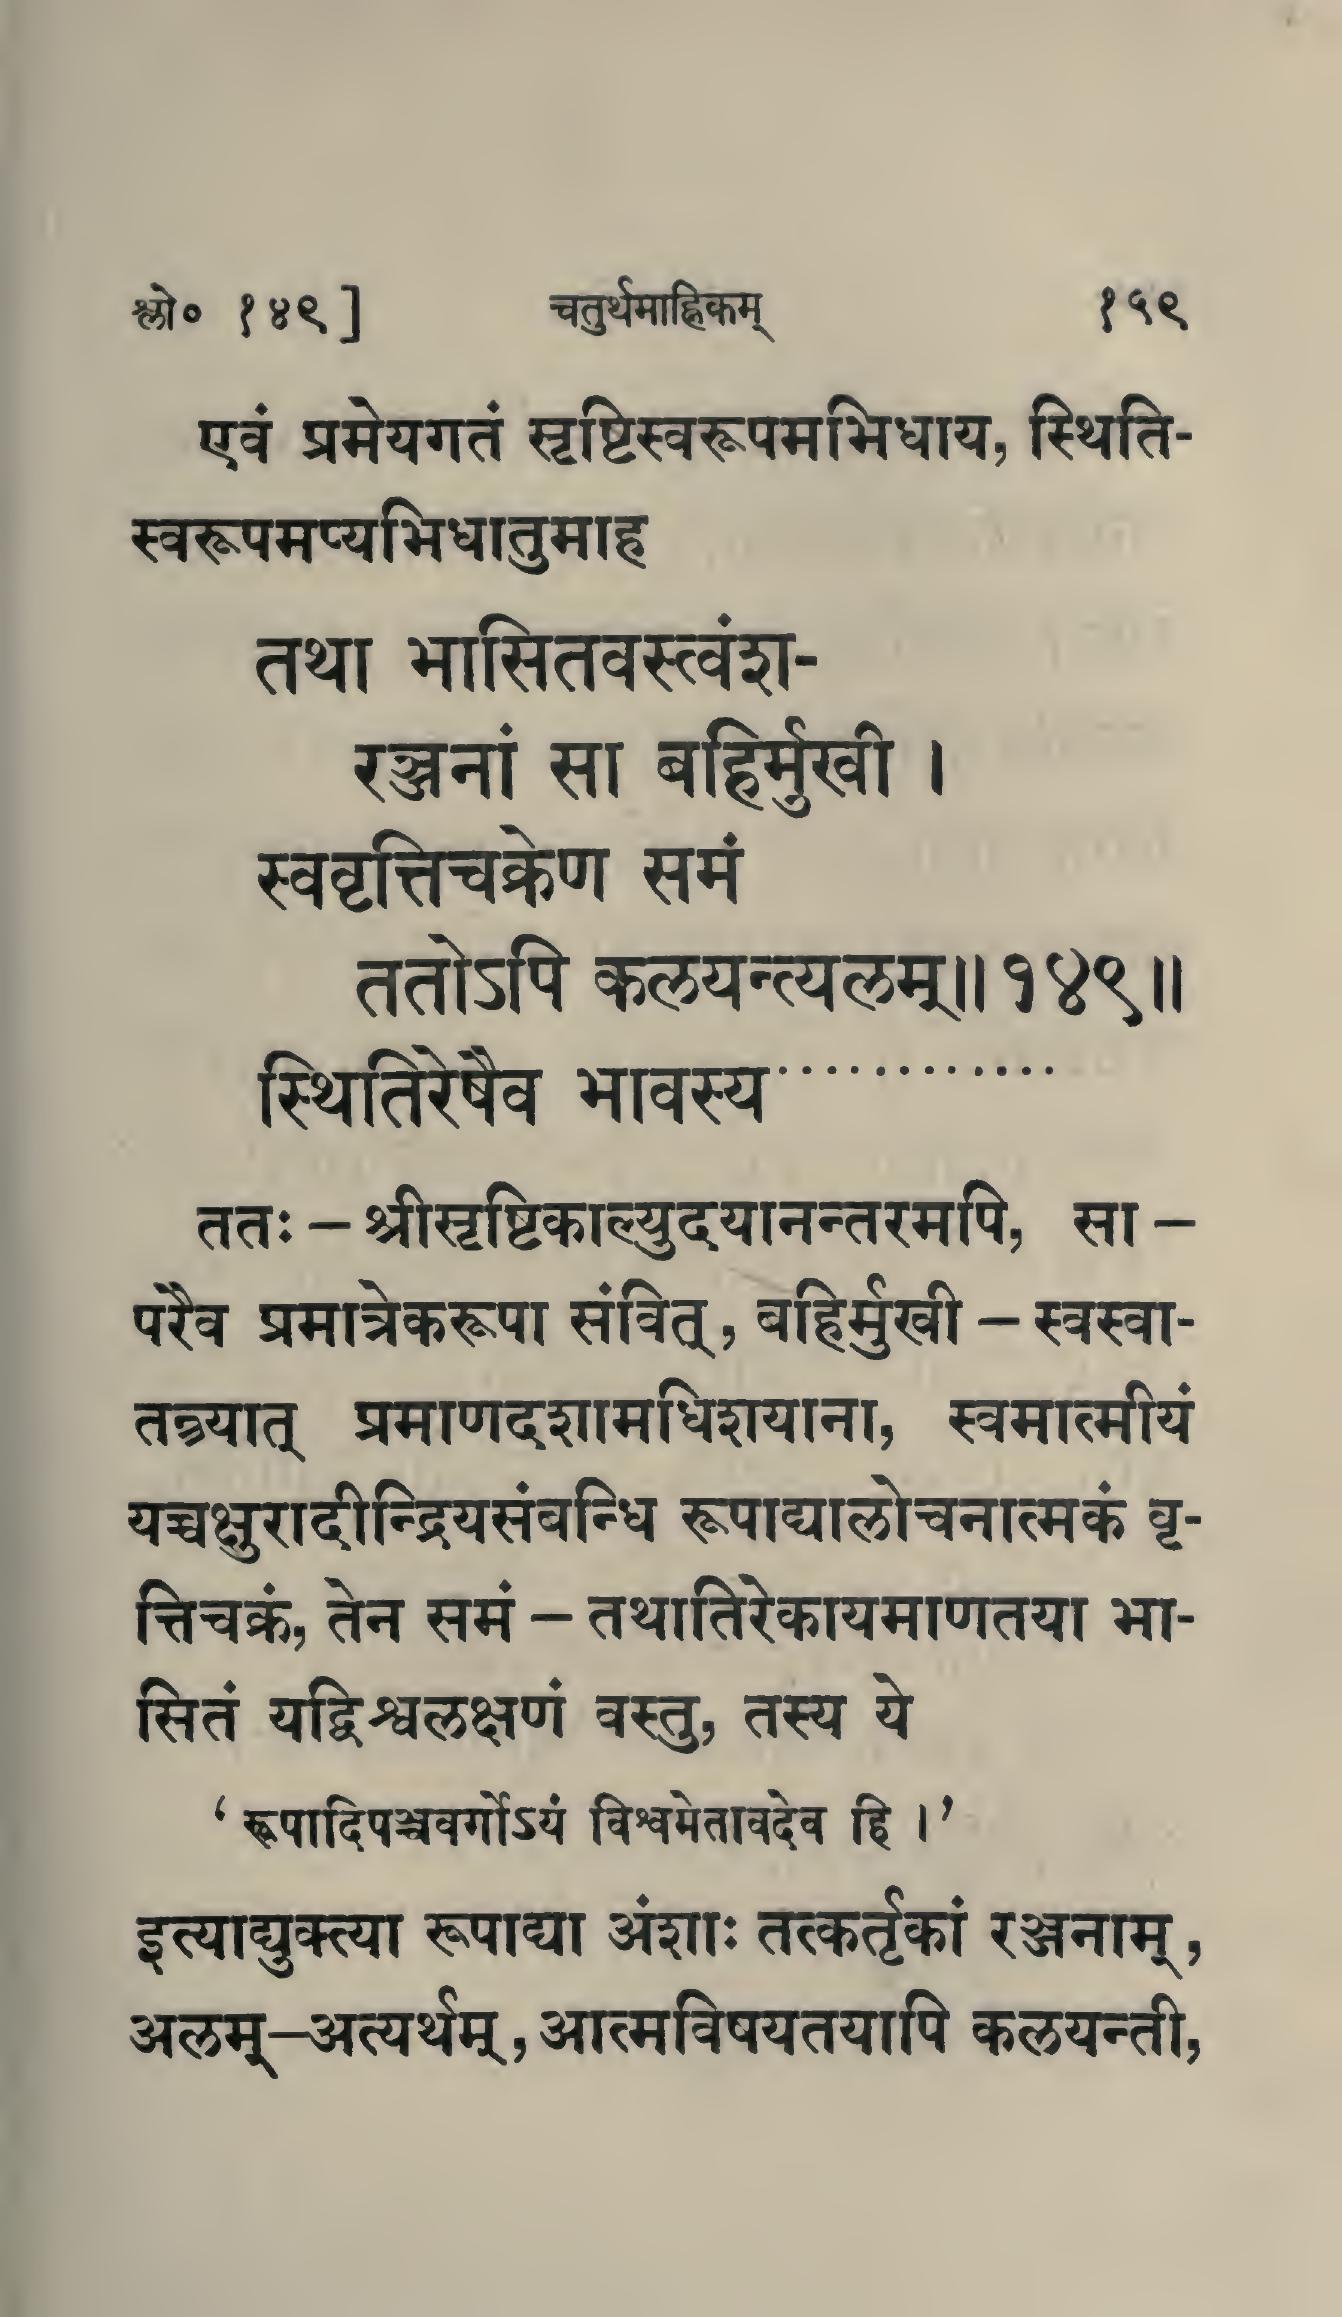 श्लो० १४९] चतुर्थमाह्निकम् १५९
एवं प्रमेयगतं सृष्टिस्वरूपमभिधाय, स्थिति-
स्वरूपमप्यभिधातुमाह
तथा भासितवस्त्वंश-
रञ्जनां सा बहिर्मुखी ।
स्ववृत्तिचक्रेण समं
ततोऽपि कलयन्त्यलम्॥१४९॥
स्थितिरेषैव भावस्य············
ततः – श्रीसृष्टिकाल्युदयानन्तरमपि, सा –
परैव प्रमात्रेकरूपा संवित्, बहिर्मुखी – स्वस्वा-
तन्त्र्यात् प्रमाणदशामधिशयाना, स्वमात्मीयं
यच्चक्षुरादीन्द्रियसंबन्धि रूपाद्यालोचनात्मकं वृ-
त्तिचक्रं, तेन समं – तथातिरेकायमाणतया भा-
सितं यद्विश्वलक्षणं वस्तु, तस्य ये
‘रूपादिपञ्चवर्गोऽयं विश्वमेतावदेव हि ।’
इत्याद्युक्त्या रूपाद्या अंशाः तत्कर्तृकां रञ्जनाम्,
अलम्–अत्यर्थम्, आत्मविषयतयापि कलयन्ती,